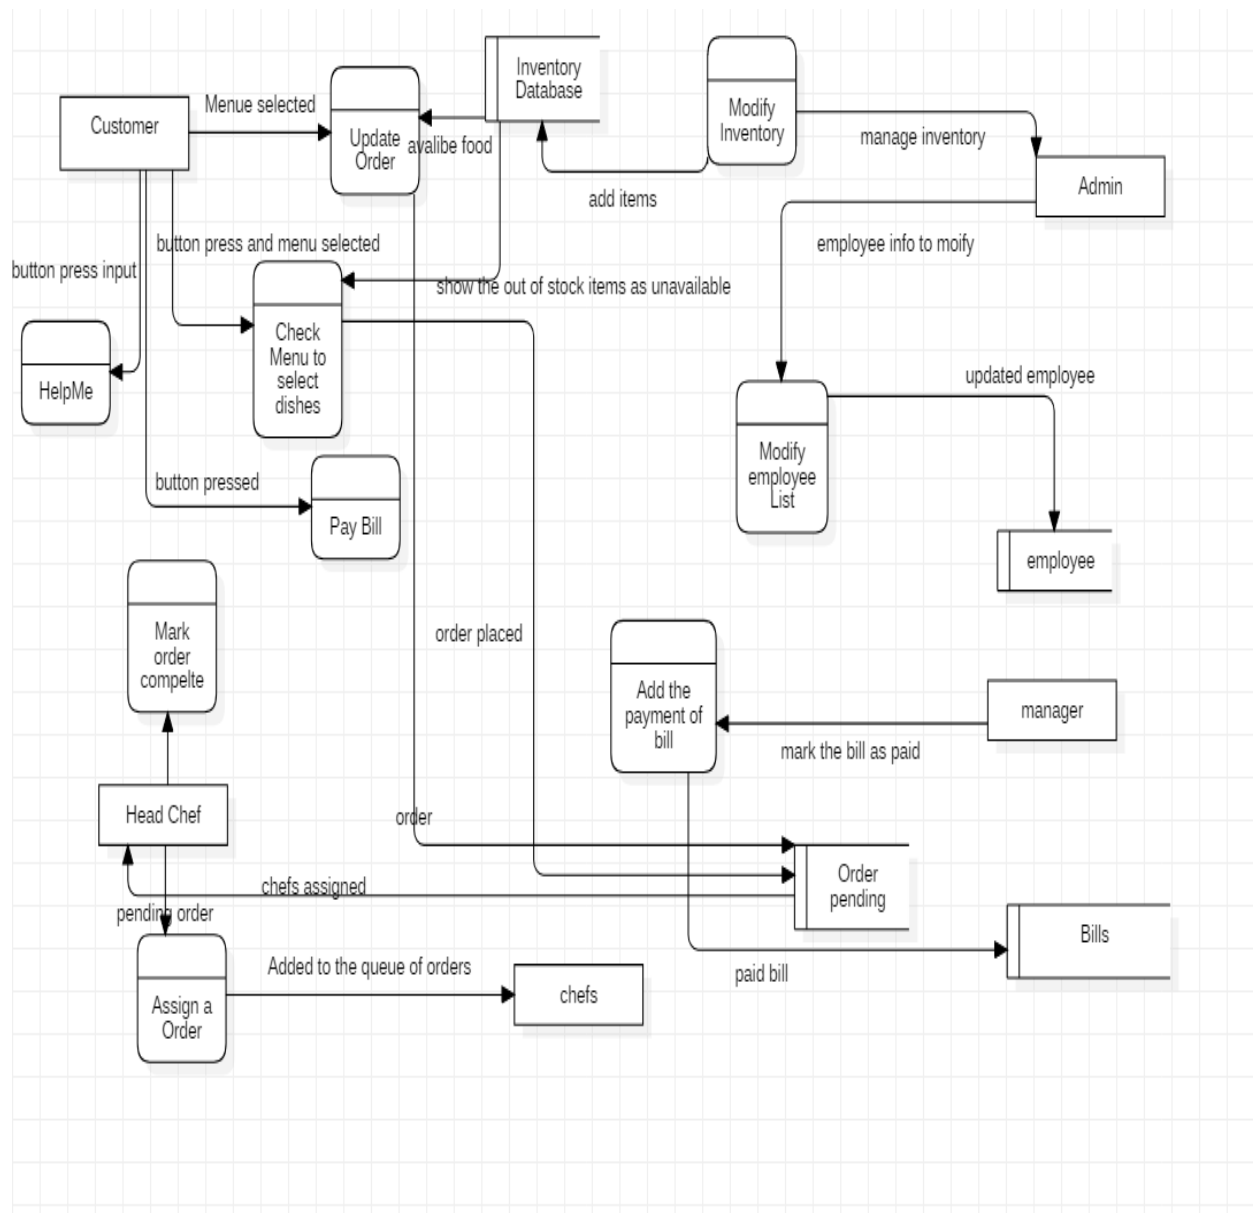 Inventory
Database
Menue selected
Customer
Update
Order
avalibe food
Modify
Inventory
manage inventory
Admin
add items
button press and menu selected
employee info to moify
button press input
show the out of stock items as unavailable
Check
Menu to
select
dishes
HelpMe
updated employee
Modify
employee
List
button pressed
Pay Bill
employee
Mark
order
compelte
order placed
Add the
payment of
bill
manager
mark the bill as paid
Head Chef
order
Order
pending
chefs assigned
pending order
Bills
Added to the queue of orders
paid bill
chefs
Assign a
Order